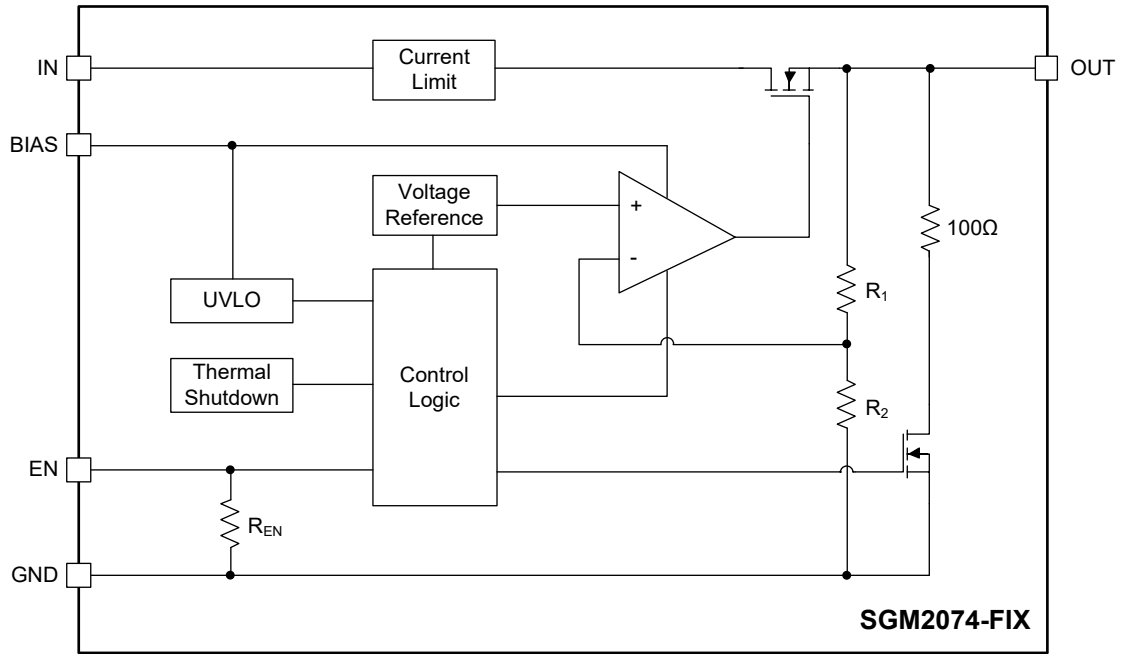 IN
Current
Limit
OUT
BIAS
Voltage
Reference
+
-
100Ω
UVLO
R1
Thermal
Shutdown
Control
Logic
R2
EN
REN
GND
SGM2074-FIX